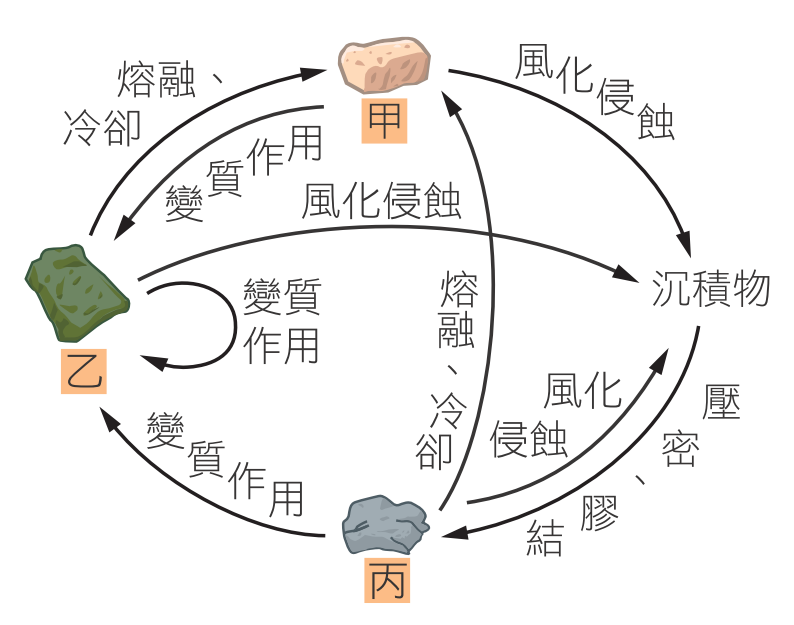 熔融、
冷卻
甲
風化侵蝕
變質作用
風化侵蝕
沉積物
變質
作用
乙
熔融、冷卻
風化
侵蝕
壓密、膠結
變質作用
丙